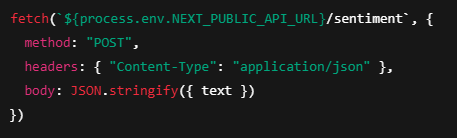 fetch(`${process.env.NEXT_PUBLIC_API_URL}/sentiment`, {
  method: "POST",
  headers: { "Content-Type": "application/json" },
  body: JSON.stringify({ text })
})